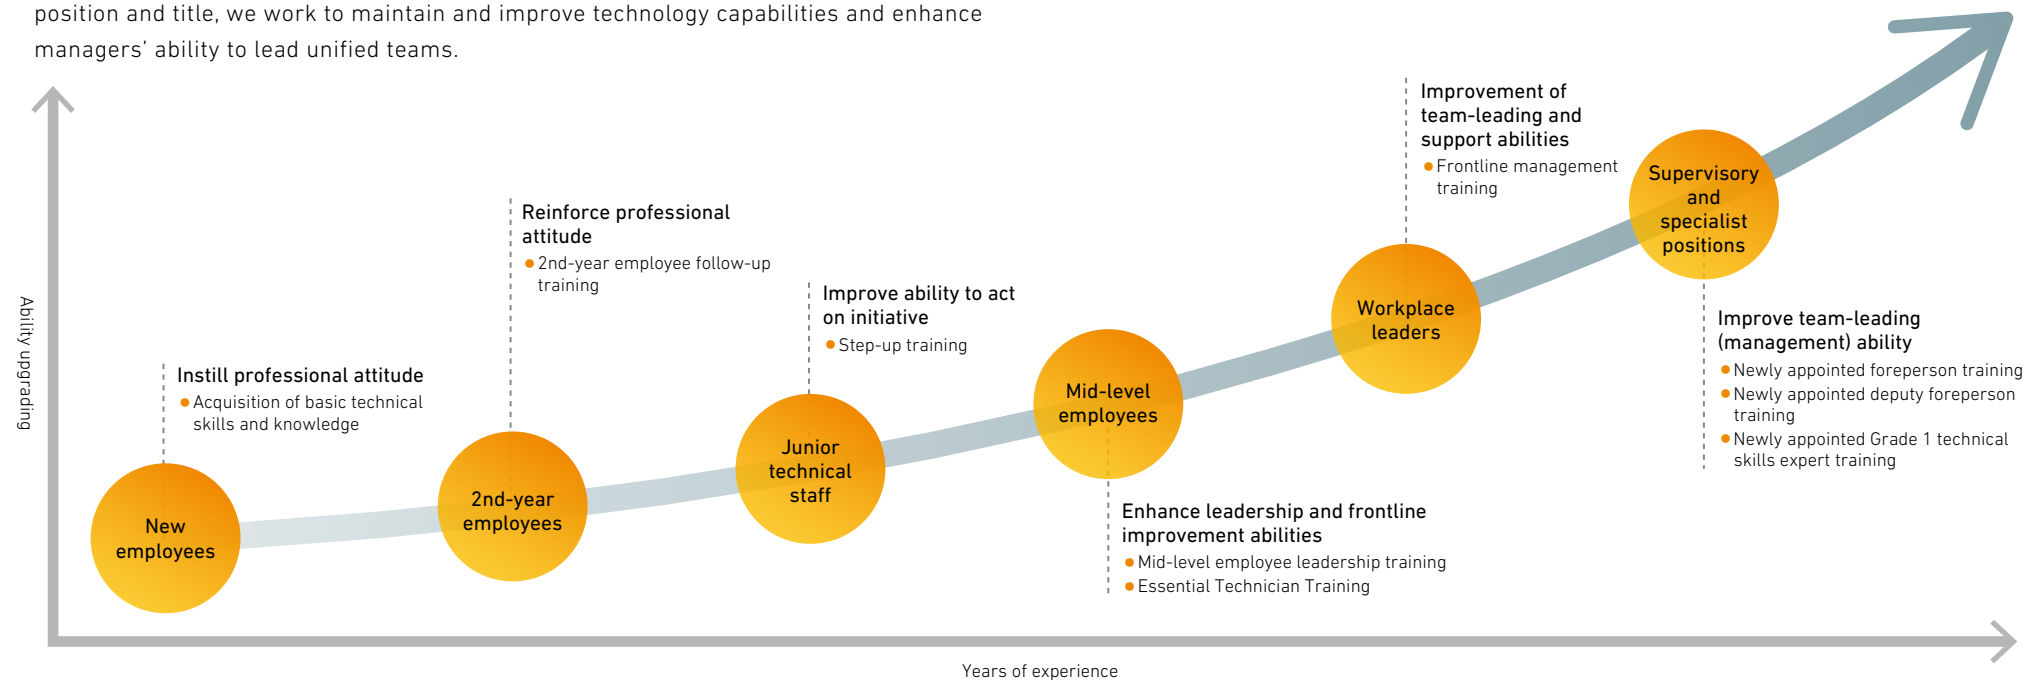 position and title, we work to maintain and improve technology capabilities and enhance
managers’ ability to lead unified teams.
Ability upgrading
New
employees
Instill professional attitude
● Acquisition of basic technical
skills and knowledge
2nd-year
employees
Reinforce professional
attitude
● 2nd-year employee follow-up
training
Junior
technical
staff
Improve ability to act
on initiative
● Step-up training
Mid-level
employees
Enhance leadership and frontline
improvement abilities
● Mid-level employee leadership training
● Essential Technician Training
Workplace
leaders
Improvement of
team-leading and
support abilities
● Frontline management
training
Supervisory
and
specialist
positions
Improve team-leading
(management) ability
● Newly appointed foreperson training
● Newly appointed deputy foreperson
training
● Newly appointed Grade 1 technical
skills expert training
Years of experience